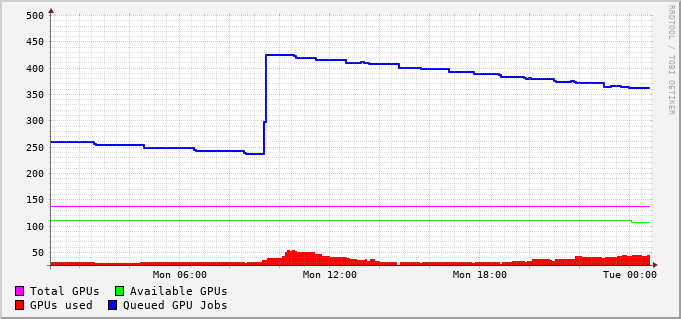 500
450
400
350
300
250
200
150
100
50
Mon 06:00 Mon 12:00 Mon 18:00 Tue 00:00
RRDTOOL / TOBI OETIKER
Total GPUs Available GPUs
GPUs used Queued GPU Jobs